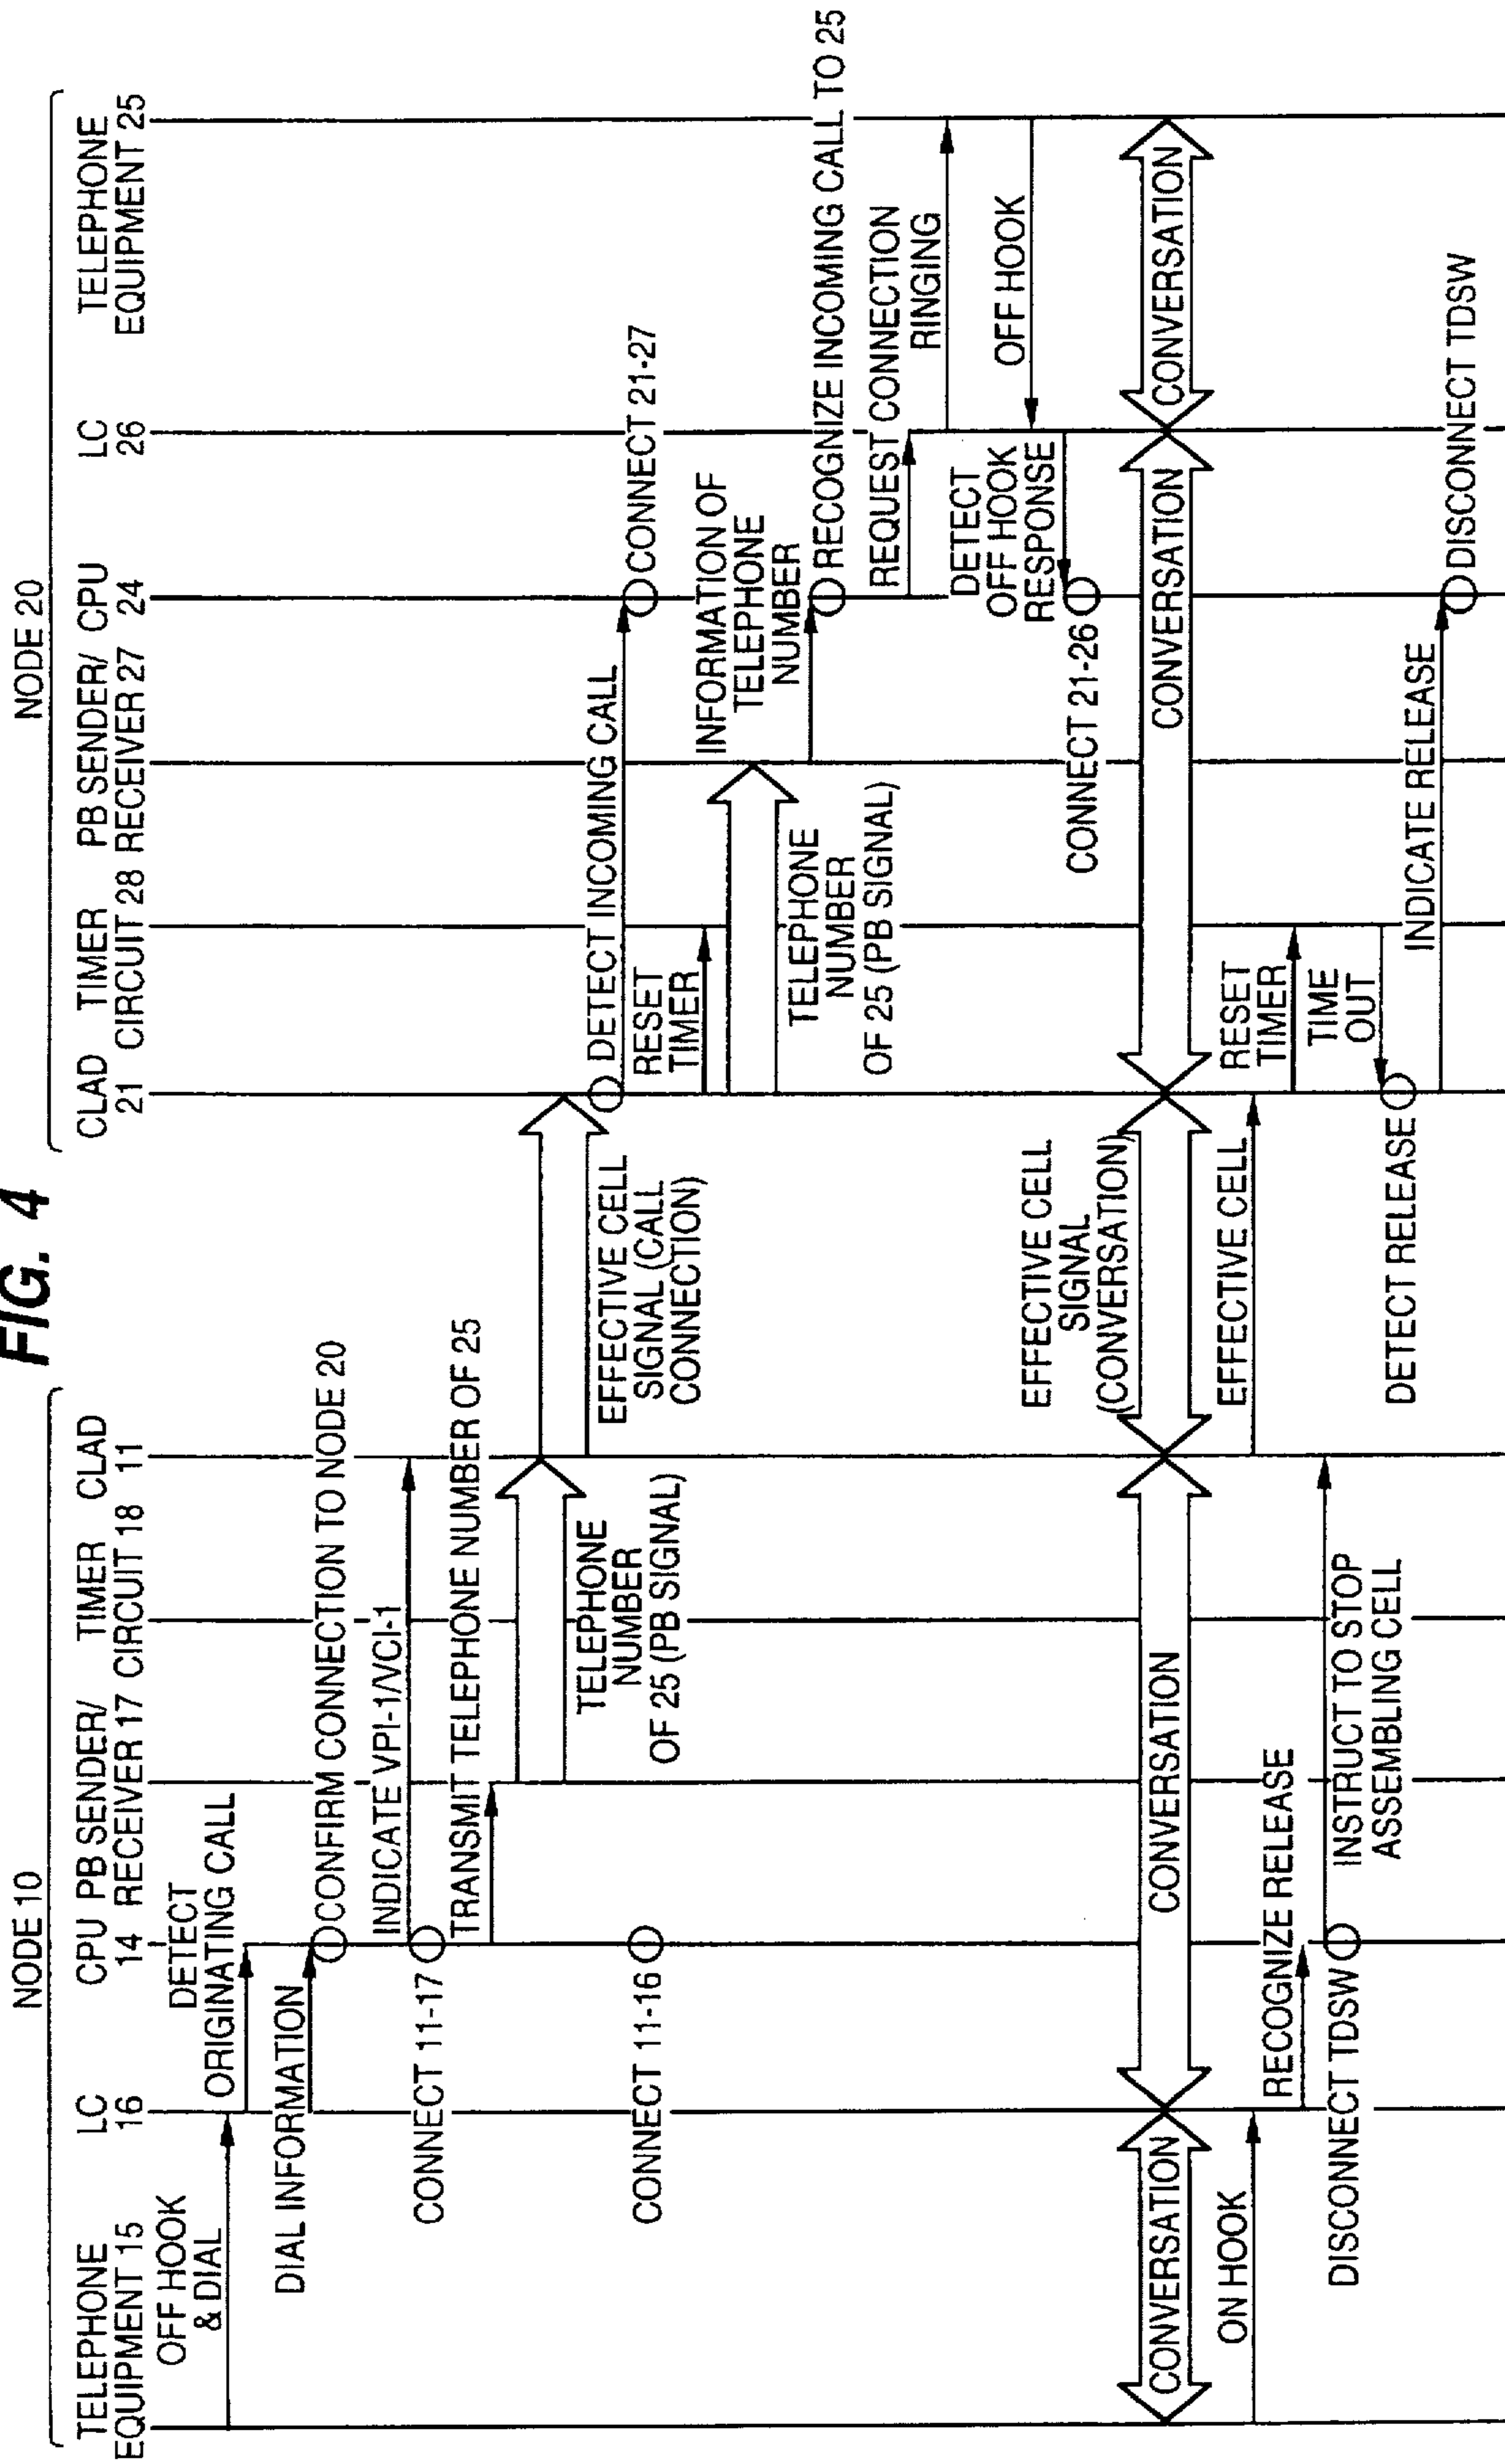 FIG. 4
NODE 10
NODE 20
TELEPHONE
EQUIPMENT 15
LC
16
CPU
14
PB SENDER/
RECEIVER 17
TIMER
CIRCUIT 18
CLAD
11
CLAD
21
TIMER
CIRCUIT 28
PB SENDER/
RECEIVER 27
CPU
24
LC
26
TELEPHONE
EQUIPMENT 25
OFF HOOK
& DIAL
DETECT
ORIGINATING CALL
DIAL INFORMATION
CONFIRM CONNECTION TO NODE 20
INDICATE VPI-1/VCI-1
CONNECT 11-17
TRANSMIT TELEPHONE NUMBER OF 25
TELEPHONE
NUMBER
OF 25 (PB SIGNAL)
EFFECTIVE CELL
SIGNAL (CALL
CONNECTION)
CONNECT 11-16
DETECT INCOMING CALL
CONNECT 21-27
RESET
TIMER
TELEPHONE
NUMBER
OF 25 (PB SIGNAL)
INFORMATION OF
TELEPHONE
NUMBER
RECOGNIZE INCOMING CALL TO 25
REQUEST CONNECTION
RINGING
OFF HOOK
DETECT
OFF HOOK
RESPONSE
CONNECT 21-26
EFFECTIVE CELL
SIGNAL
(CONVERSATION)
CONVERSATION
CONVERSATION
CONVERSATION
CONVERSATION
ON HOOK
EFFECTIVE CELL
RESET
TIMER
RECOGNIZE RELEASE
DISCONNECT TDSW
INSTRUCT TO STOP
ASSEMBLING CELL
TIME
OUT
DETECT RELEASE
INDICATE RELEASE
DISCONNECT TDSW